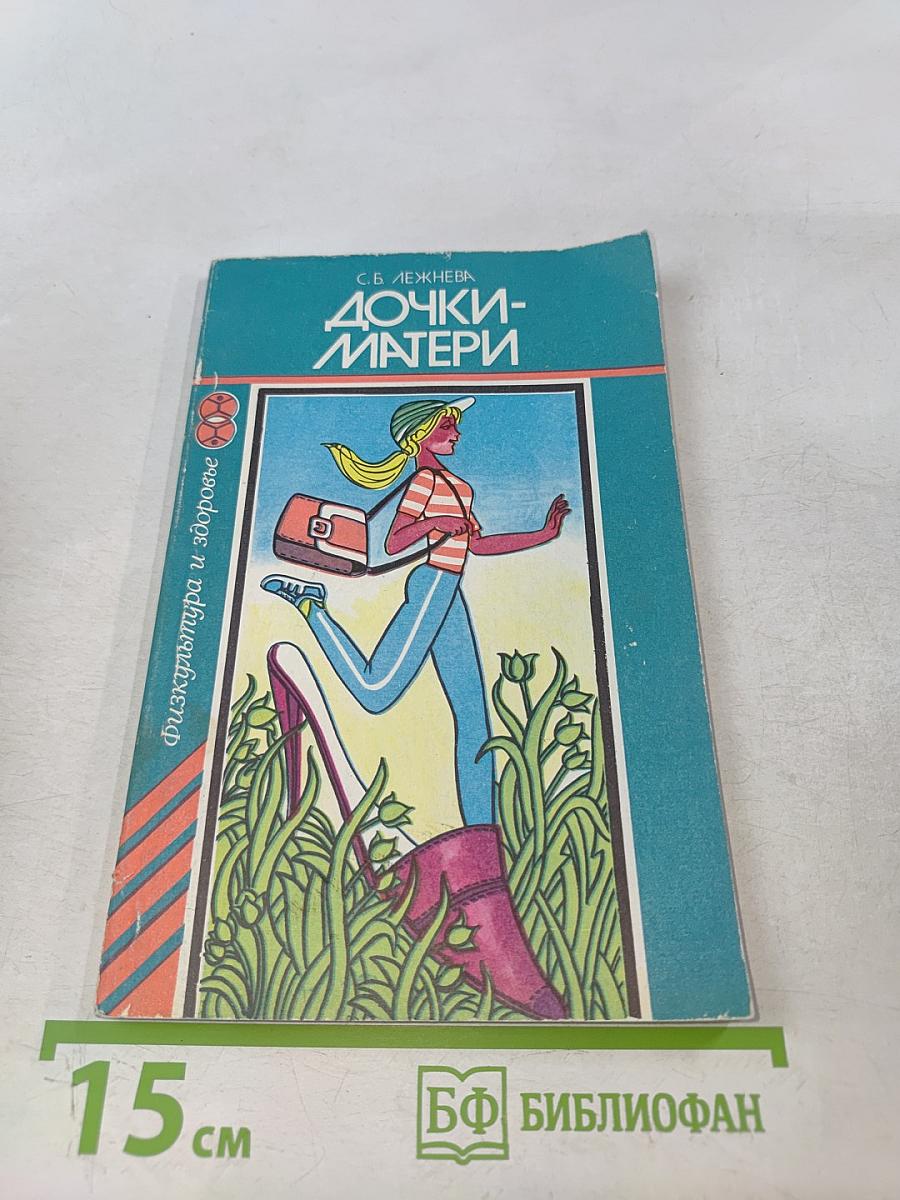 С.Б. ЛЕЖНЕВА
ДОЧКИ-
МАТЕРИ
Физкультура и здоровье
15 см
БФ БИБЛИОФАН